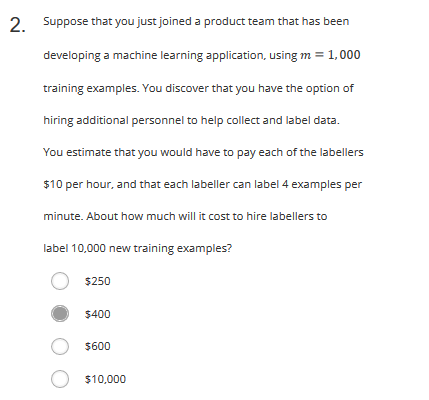 2. Suppose that you just joined a product team that has been
developing a machine learning application, using m = 1,000
training examples. You discover that you have the option of
hiring additional personnel to help collect and label data.
You estimate that you would have to pay each of the labellers
$10 per hour, and that each labeller can label 4 examples per
minute. About how much will it cost to hire labellers to
label 10,000 new training examples?
$250
$400
$600
$10,000